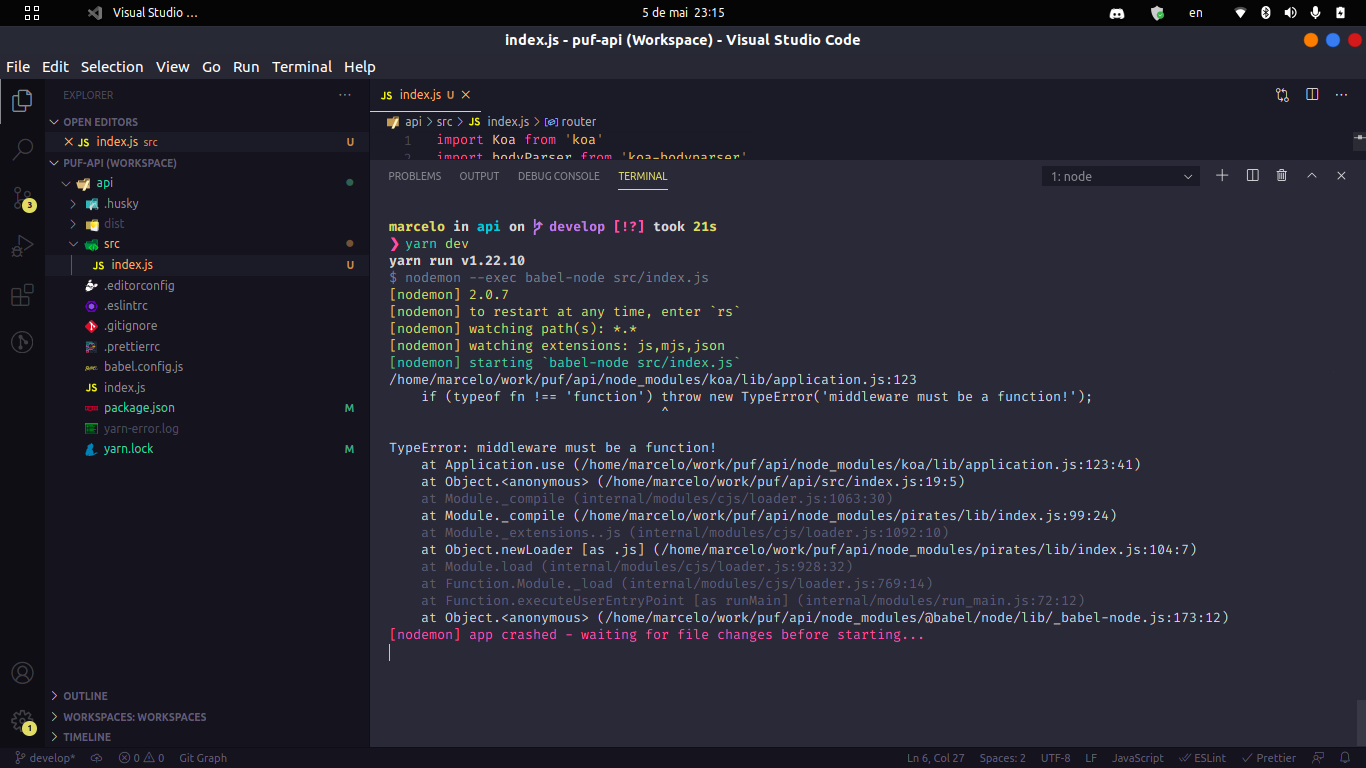 Visual Studio ...
5 de mai 23:15
en
index.js - puf-api (Workspace) - Visual Studio Code
File Edit Selection View Go Run Terminal Help
EXPLORER
OPEN EDITORS
JS index.js src U
PUF-API (WORKSPACE)
api
.husky
dist
src
JS index.js U
.editorconfig
.eslintrc
.gitignore
.prettierrc
babel.config.js
JS index.js
package.json M
yarn-error.log
yarn.lock M
OUTLINE
WORKSPACES: WORKSPACES
TIMELINE
3
1
JS index.js U
api > src > JS index.js > router
1 import Koa from 'koa'
2 import bodyParser from 'koa-bodyparser'
PROBLEMS OUTPUT DEBUG CONSOLE TERMINAL
1: node
marcelo in api on develop [!?] took 21s
❯ yarn dev
yarn run v1.22.10
$ nodemon --exec babel-node src/index.js
[nodemon] 2.0.7
[nodemon] to restart at any time, enter `rs`
[nodemon] watching path(s): *.*
[nodemon] watching extensions: js,mjs,json
[nodemon] starting `babel-node src/index.js`
/home/marcelo/work/puf/api/node_modules/koa/lib/application.js:123
if (typeof fn !== 'function') throw new TypeError('middleware must be a function!');
^
TypeError: middleware must be a function!
at Application.use (/home/marcelo/work/puf/api/node_modules/koa/lib/application.js:123:41)
at Object.<anonymous> (/home/marcelo/work/puf/api/src/index.js:19:5)
at Module._compile (internal/modules/cjs/loader.js:1063:30)
at Module._compile (/home/marcelo/work/puf/api/node_modules/pirates/lib/index.js:99:24)
at Module._extensions..js (internal/modules/cjs/loader.js:1092:10)
at Object.newLoader [as .js] (/home/marcelo/work/puf/api/node_modules/pirates/lib/index.js:104:7)
at Module.load (internal/modules/cjs/loader.js:928:32)
at Function.Module._load (internal/modules/cjs/loader.js:769:14)
at Function.executeUserEntryPoint [as runMain] (internal/modules/run_main.js:72:12)
at Object.<anonymous> (/home/marcelo/work/puf/api/node_modules/@babel/node/lib/_babel-node.js:173:12)
[nodemon] app crashed - waiting for file changes before starting...
develop* 0 0 Git Graph Ln 6, Col 27 Spaces: 2 UTF-8 LF JavaScript ESLint Prettier